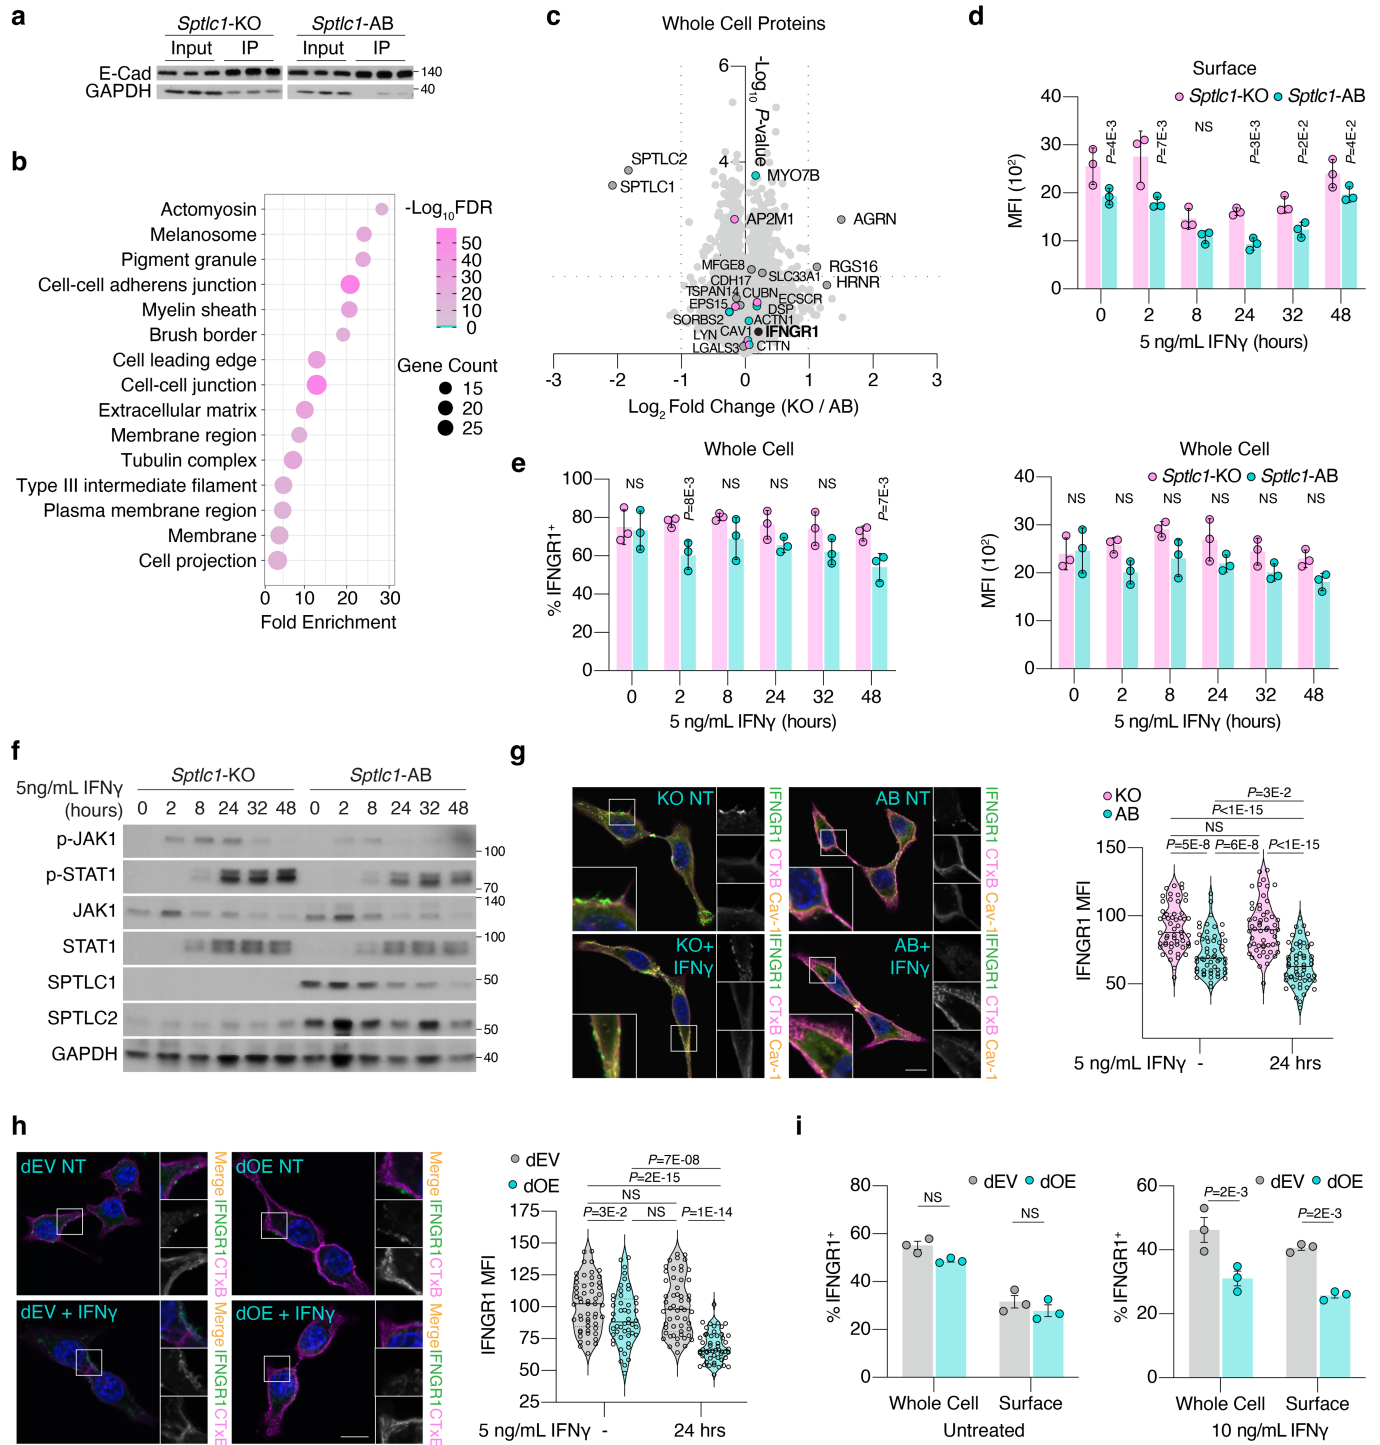 a
Sptlc1-KO Sptlc1-AB
Input IP Input IP
E-Cad 140
GAPDH 40
b
Actomyosin
Melanosome
Pigment granule
Cell-cell adherens junction
Myelin sheath
Brush border
Cell leading edge
Cell-cell junction
Extracellular matrix
Membrane region
Tubulin complex
Type III intermediate filament
Plasma membrane region
Membrane
Cell projection
0 10 20 30
Fold Enrichment
-Log10FDR
50
40
30
20
10
0
Gene Count
15
20
25
c
Whole Cell Proteins
6
4
-Log10 P-value
SPTLC2
SPTLC1
MYO7B
AP2M1
AGRN
MFGE8
RGS16
SLC33A1
CDH17
HRNR
TSPAN14
CUBN
ECSCR
EPS15
DSP
SORBS2
ACTN1
LYN
CAV1
IFNGR1
LGALS3
CTTN
-3 -2 -1 0 1 2 3
Log2 Fold Change (KO / AB)
d
Surface
Sptlc1-KO Sptlc1-AB
MFI (10²)
40
30
20
10
0
P=4E-3
P=7E-3
NS
P=3E-3
P=2E-2
P=4E-2
0 2 8 24 32 48
5 ng/mL IFNγ (hours)
e
Whole Cell
% IFNGR1+
100
80
60
40
20
0
NS
P=8E-3
NS
NS
NS
P=7E-3
0 2 8 24 32 48
5 ng/mL IFNγ (hours)
Whole Cell
Sptlc1-KO Sptlc1-AB
MFI (10²)
40
30
20
10
0
NS NS NS NS NS NS
0 2 8 24 32 48
5 ng/mL IFNγ (hours)
f
Sptlc1-KO Sptlc1-AB
5ng/mL IFNγ
(hours)
0 2 8 24 32 48 0 2 8 24 32 48
p-JAK1
100
p-STAT1
70
140
JAK1
100
STAT1
SPTLC1 50
SPTLC2
50
GAPDH 40
g
KO NT
IFNGR1 CTxB Cav-1
AB NT
IFNGR1 CTxB Cav-1
KO+
IFNγ
IFNGR1 CTxB Cav-1
AB+
IFNγ
IFNGR1 CTxB Cav-1
KO
AB
P=3E-2
P<1E-15
NS
P=5E-8 P=6E-8 P<1E-15
IFNGR1 MFI
150
100
50
5 ng/mL IFNγ - 24 hrs
h
dEV NT
Merge IFNGR1 CTxB
dOE NT
Merge IFNGR1 CTxB
dEV + IFNγ
Merge IFNGR1 CTxB
dOE + IFNγ
Merge IFNGR1 CTxB
dEV
dOE
P=7E-08
P=2E-15
NS
P=3E-2 NS P=1E-14
IFNGR1 MFI
175
150
125
100
75
50
25
5 ng/mL IFNγ - 24 hrs
i
dEV dOE
% IFNGR1+
80
60
40
20
0
NS
NS
Whole Cell Surface
Untreated
dEV dOE
% IFNGR1+
60
40
20
0
P=2E-3
P=2E-3
Whole Cell Surface
10 ng/mL IFNγ